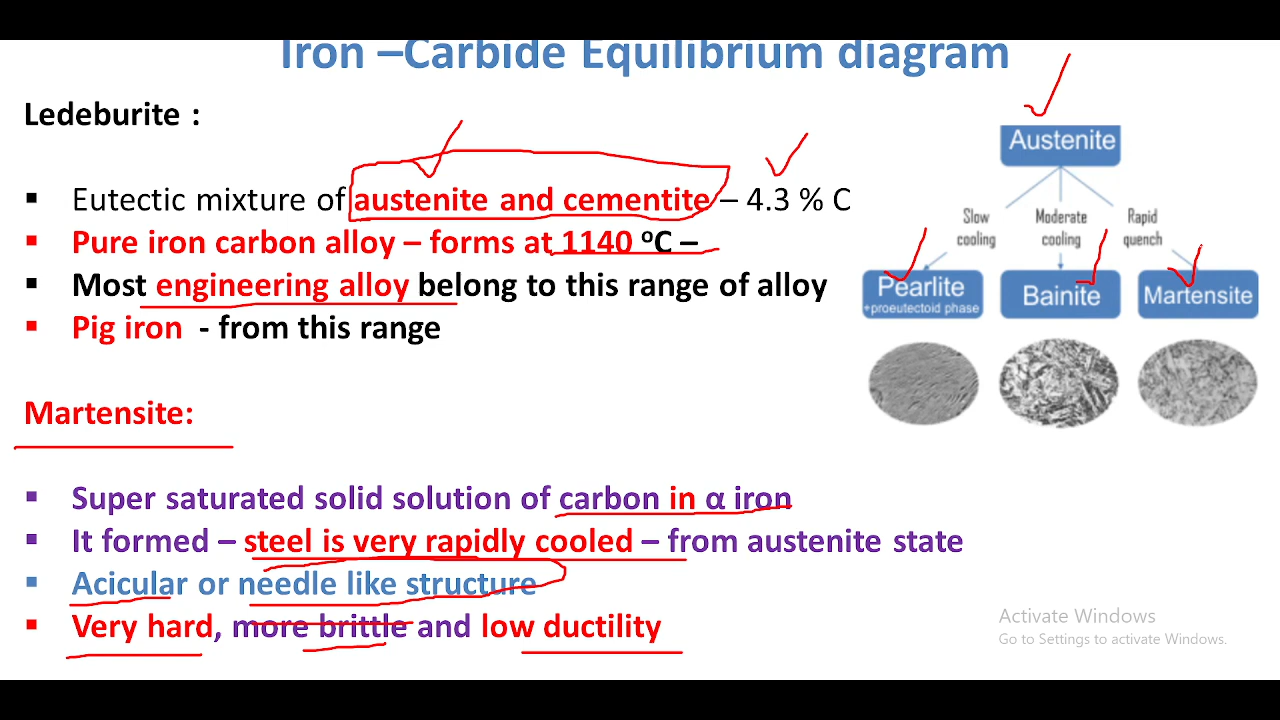 Iron –Carbide Equilibrium diagram
Ledeburite :
▪ Eutectic mixture of austenite and cementite – 4.3 % C
▪ Pure iron carbon alloy – forms at 1140 ºC –
▪ Most engineering alloy belong to this range of alloy
▪ Pig iron - from this range
Martensite:
▪ Super saturated solid solution of carbon in α iron
▪ It formed – steel is very rapidly cooled – from austenite state
▪ Acicular or needle like structure
▪ Very hard, more brittle and low ductility
Austenite
Slow cooling
Moderate cooling
Rapid quench
Pearlite
+proeutectoid phase
Bainite
Martensite
Activate Windows
Go to Settings to activate Windows.